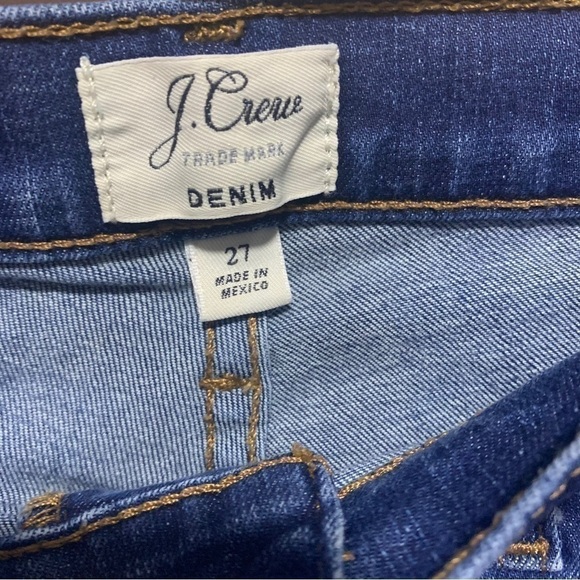 J. Crew
TRADE MARK
DENIM
27
MADE IN
MEXICO